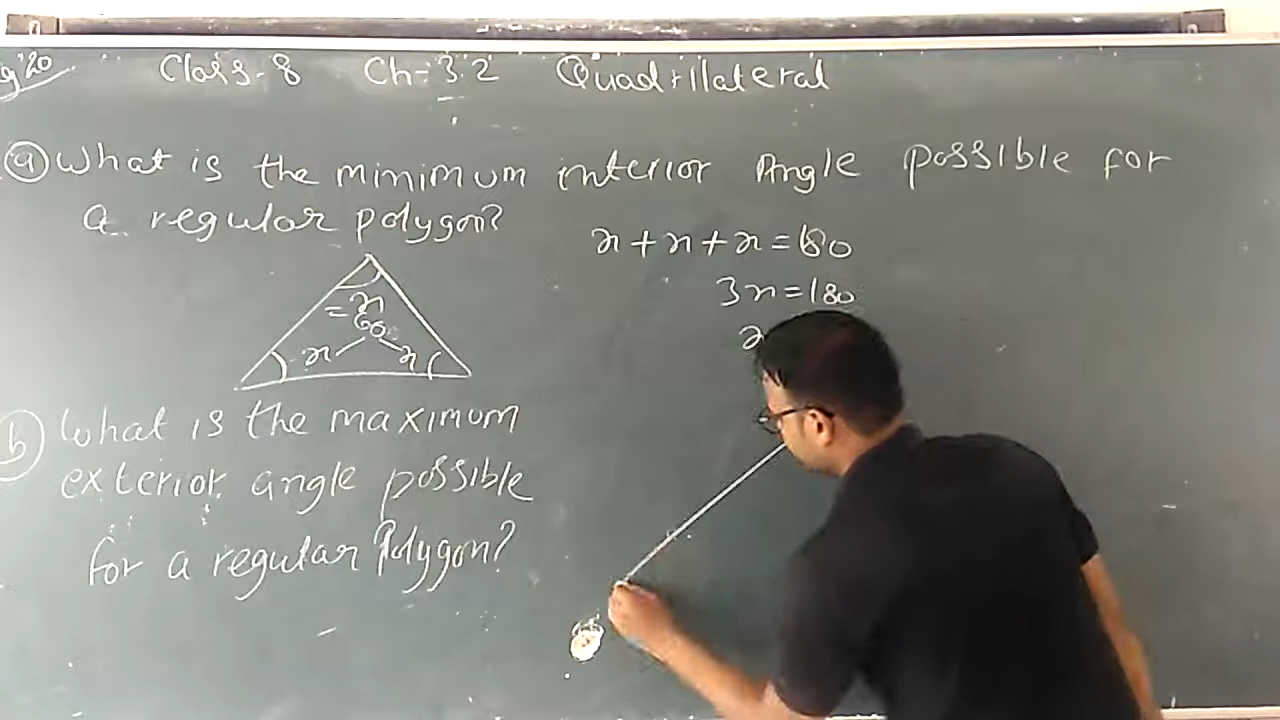 g'20 Class-8 Ch-3.2 Quadrilateral
(a) What is the minimum interior Angle possible for
a regular polygon?
x+x+x=180
3x=180
x
x
=60
x x
(b) What is the maximum
exterior angle possible
for a regular Polygon?